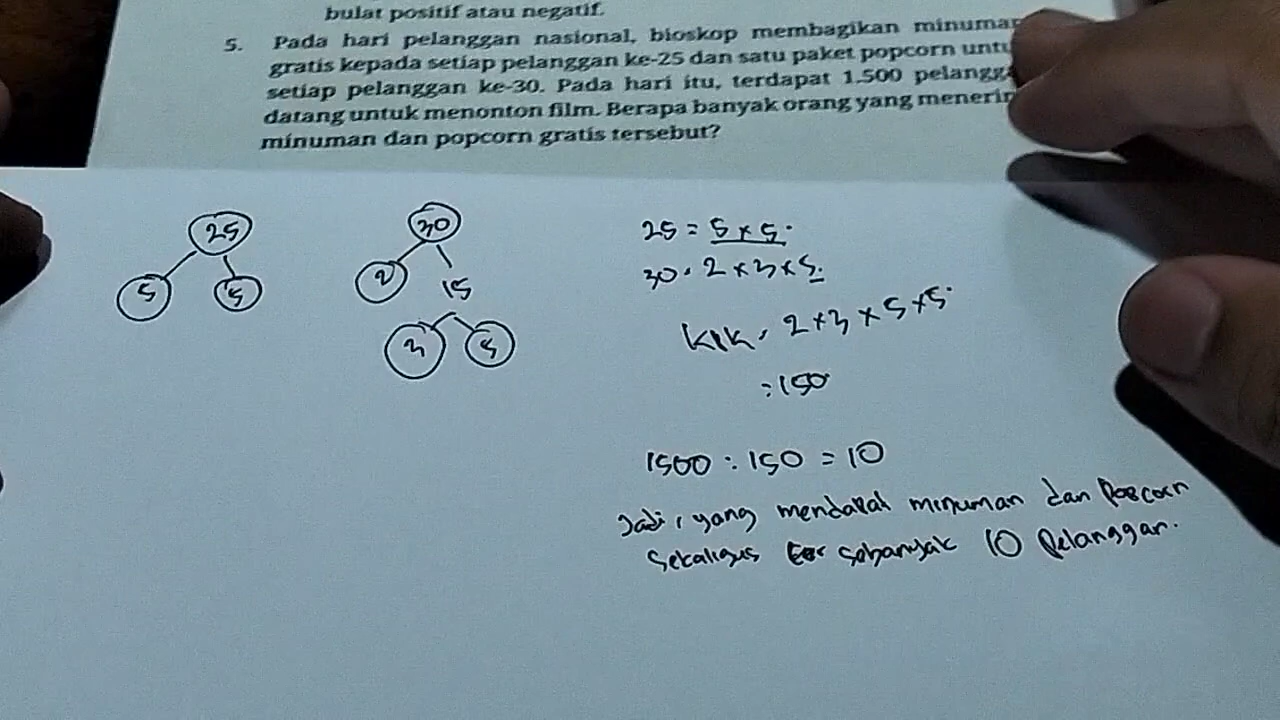 bulat positif atau negatif.
5. Pada hari pelanggan nasional, bioskop membagikan minuman
gratis kepada setiap pelanggan ke-25 dan satu paket popcorn untu
setiap pelanggan ke-30. Pada hari itu, terdapat 1.500 pelangg
datang untuk menonton film. Berapa banyak orang yang menerim
minuman dan popcorn gratis tersebut?
25
5 5
30
2 15
3 5
25 = 5 x 5.
30 . 2 x 3 x 5.
KPK . 2 x 3 x 5 x 5.
= 150
1500 : 150 = 10
Jadi, yang mendapat minuman dan Popcorn
Sekaligus sebanyak 10 Pelanggan.